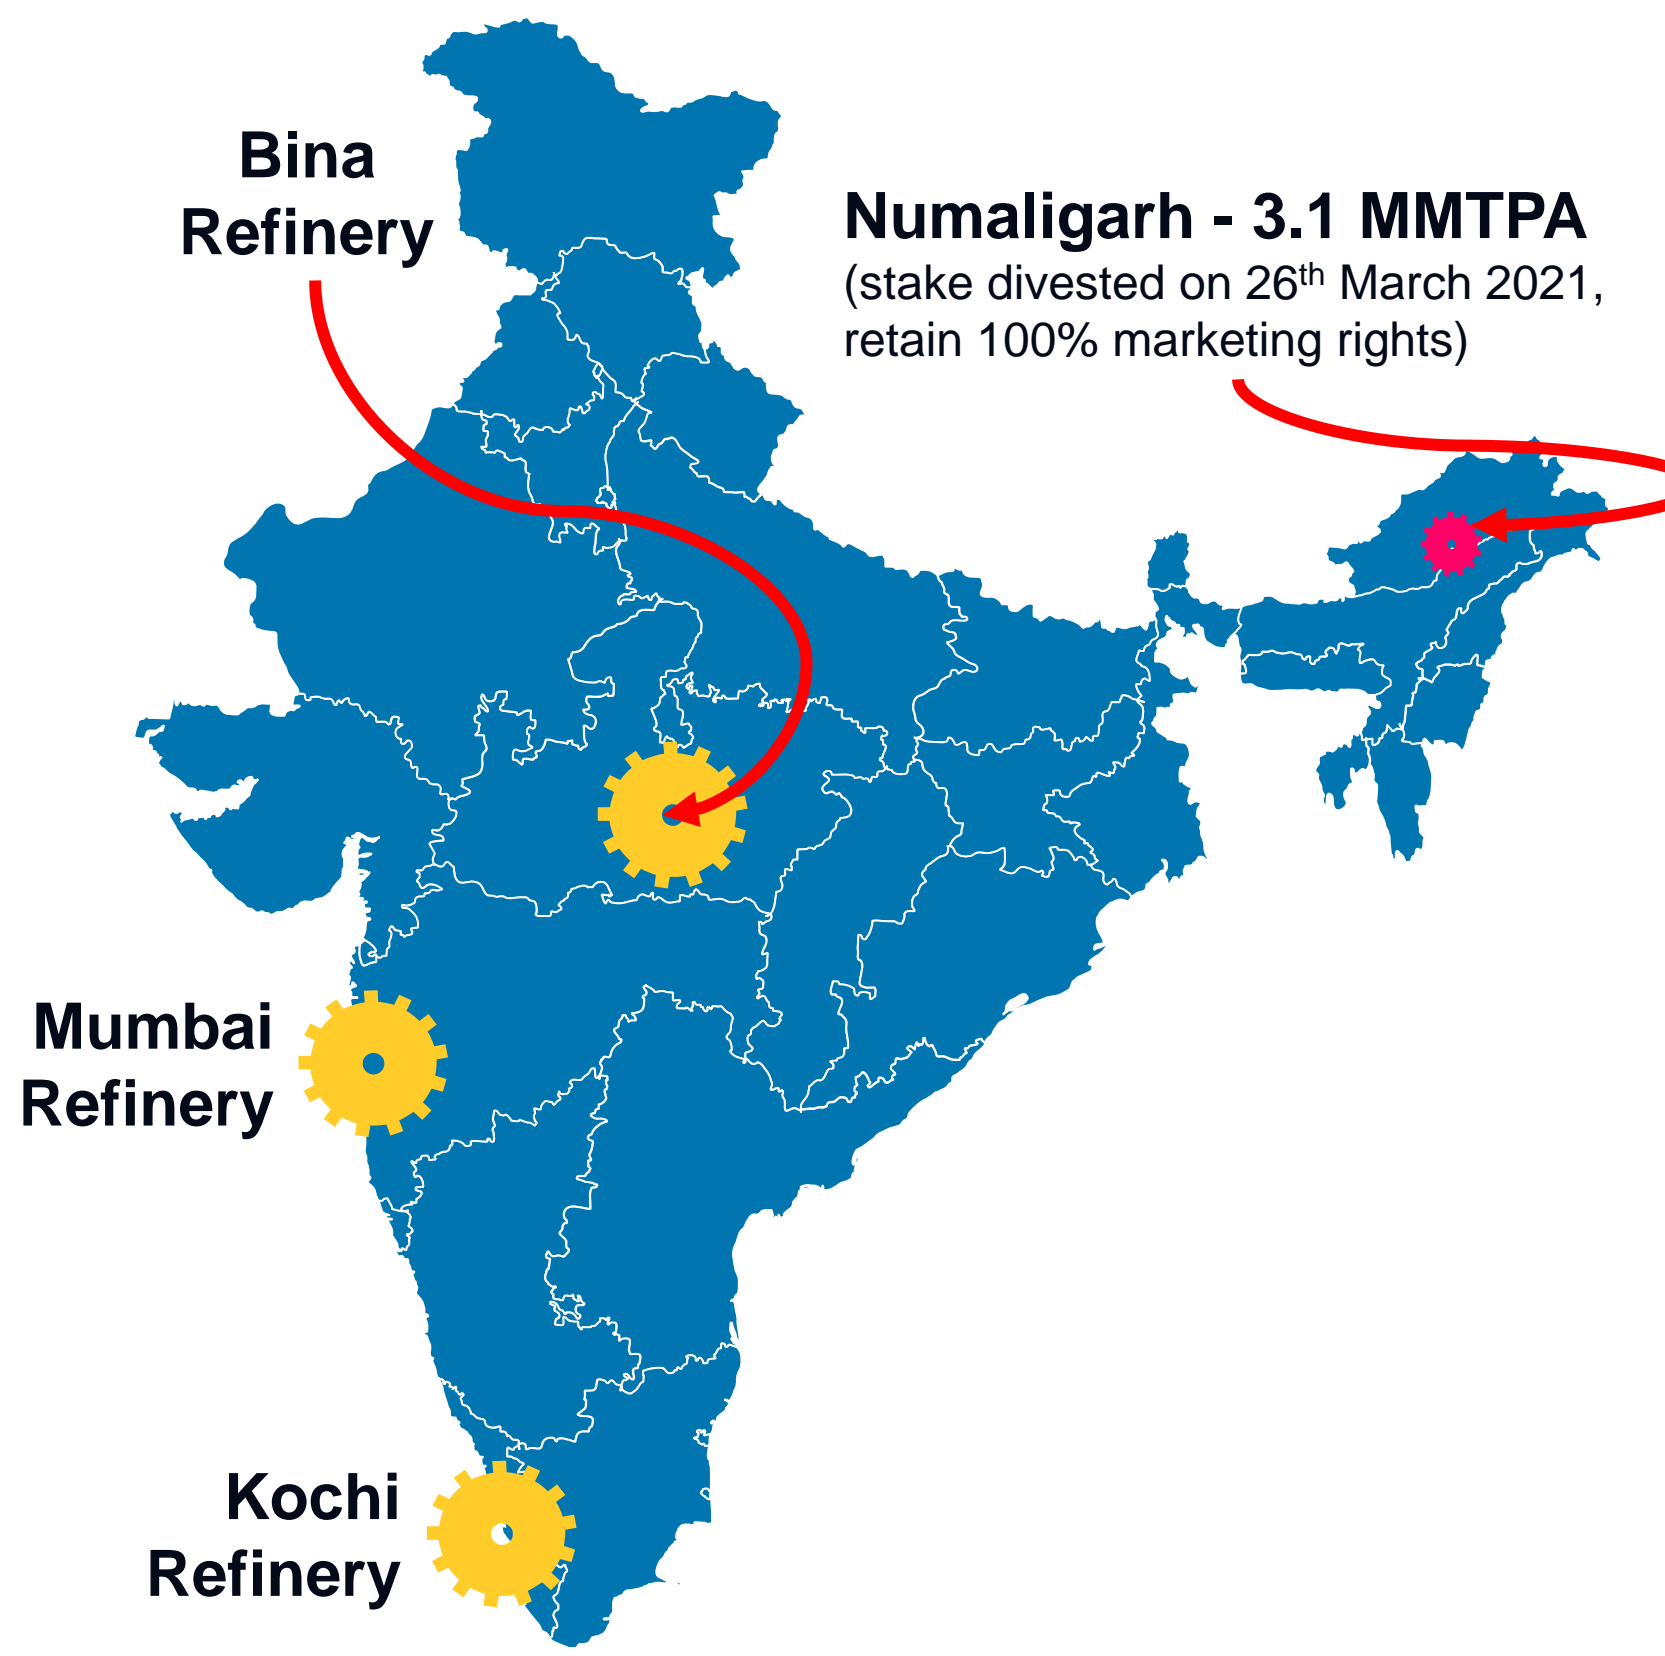 Bina
Refinery
Numaligarh - 3.1 MMTPA
(stake divested on 26th March 2021,
retain 100% marketing rights)
Mumbai
Refinery
Kochi
Refinery